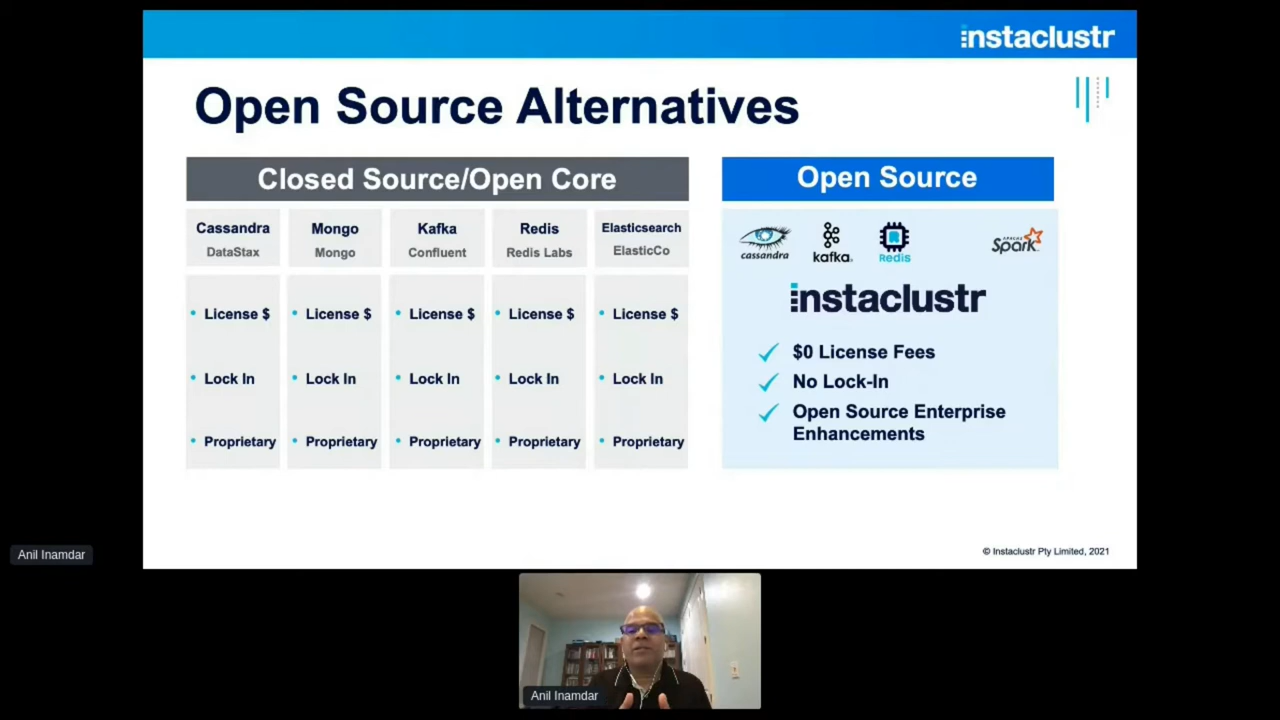 instaclustr
Open Source Alternatives
Closed Source/Open Core
Open Source
Cassandra
DataStax
Mongo
Mongo
Kafka
Confluent
Redis
Redis Labs
Elasticsearch
ElasticCo
• License $
• Lock In
• Proprietary
• License $
• Lock In
• Proprietary
• License $
• Lock In
• Proprietary
• License $
• Lock In
• Proprietary
• License $
• Lock In
• Proprietary
cassandra
kafka
Redis
APACHE
Spark
instaclustr
✓ $0 License Fees
✓ No Lock-In
✓ Open Source Enterprise
Enhancements
© Instaclustr Pty Limited, 2021
Anil Inamdar
Anil Inamdar